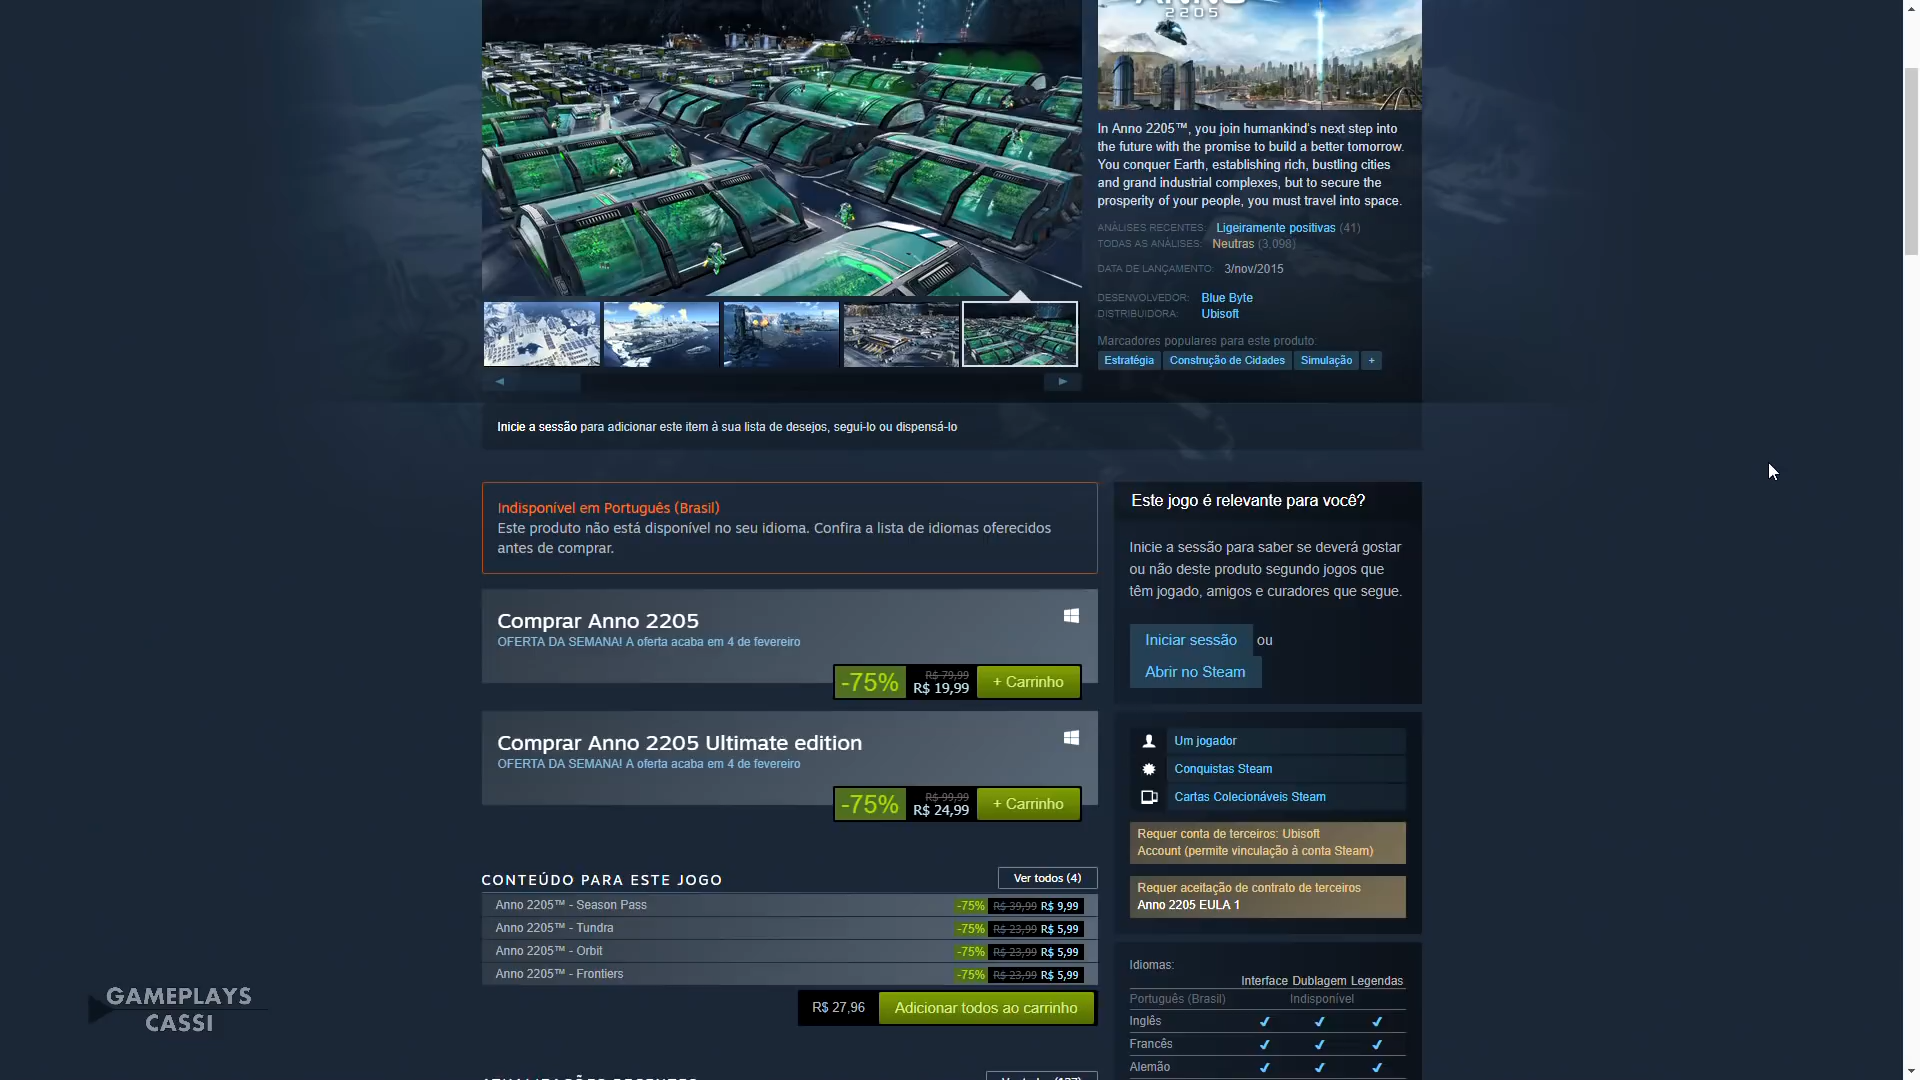 ANNO
2205
In Anno 2205™, you join humankind's next step into
the future with the promise to build a better tomorrow.
You conquer Earth, establishing rich, bustling cities
and grand industrial complexes, but to secure the
prosperity of your people, you must travel into space.
ANÁLISES RECENTES: Ligeiramente positivas (41)
TODAS AS ANÁLISES: Neutras (3,098)
DATA DE LANÇAMENTO: 3/nov/2015
DESENVOLVEDOR: Blue Byte
DISTRIBUIDORA: Ubisoft
Marcadores populares para este produto:
Estratégia Construção de Cidades Simulação +
Inicie a sessão para adicionar este item à sua lista de desejos, segui-lo ou dispensá-lo
Indisponível em Português (Brasil)
Este produto não está disponível no seu idioma. Confira a lista de idiomas oferecidos
antes de comprar.
Comprar Anno 2205
OFERTA DA SEMANA! A oferta acaba em 4 de fevereiro
-75% R$ 79,99 R$ 19,99 + Carrinho
Comprar Anno 2205 Ultimate edition
OFERTA DA SEMANA! A oferta acaba em 4 de fevereiro
-75% R$ 99,99 R$ 24,99 + Carrinho
CONTEÚDO PARA ESTE JOGO Ver todos (4)
Anno 2205™ - Season Pass -75% R$ 39,99 R$ 9,99
Anno 2205™ - Tundra -75% R$ 23,99 R$ 5,99
Anno 2205™ - Orbit -75% R$ 23,99 R$ 5,99
Anno 2205™ - Frontiers -75% R$ 23,99 R$ 5,99
R$ 27,96 Adicionar todos ao carrinho
Este jogo é relevante para você?
Inicie a sessão para saber se deverá gostar
ou não deste produto segundo jogos que
têm jogado, amigos e curadores que segue.
Iniciar sessão ou
Abrir no Steam
Um jogador
Conquistas Steam
Cartas Colecionáveis Steam
Requer conta de terceiros: Ubisoft
Account (permite vinculação à conta Steam)
Requer aceitação de contrato de terceiros
Anno 2205 EULA 1
Idiomas:
Interface Dublagem Legendas
Português (Brasil) Indisponível
Inglês ✔ ✔ ✔
Francês ✔ ✔ ✔
Alemão ✔ ✔ ✔
GAMEPLAYS
CASSI